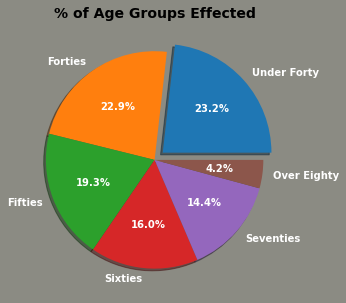 % of Age Groups Effected
Forties
Under Forty
22.9%
23.2%
Over Eighty
4.2%
19.3%
14.4%
Fifties
16.0%
Seventies
Sixties